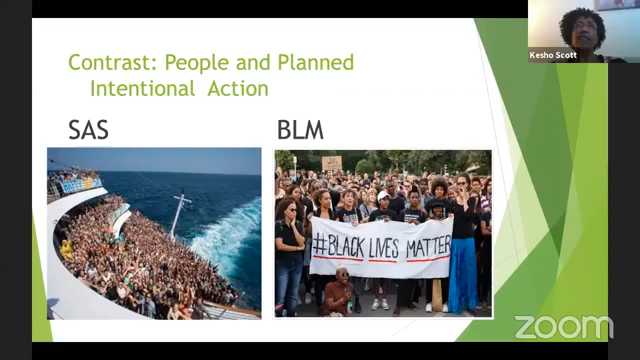 Contrast: People and Planned
Intentional Action
SAS
BLM
#BLACK LIVES MATTER
Kesho Scott
zoom